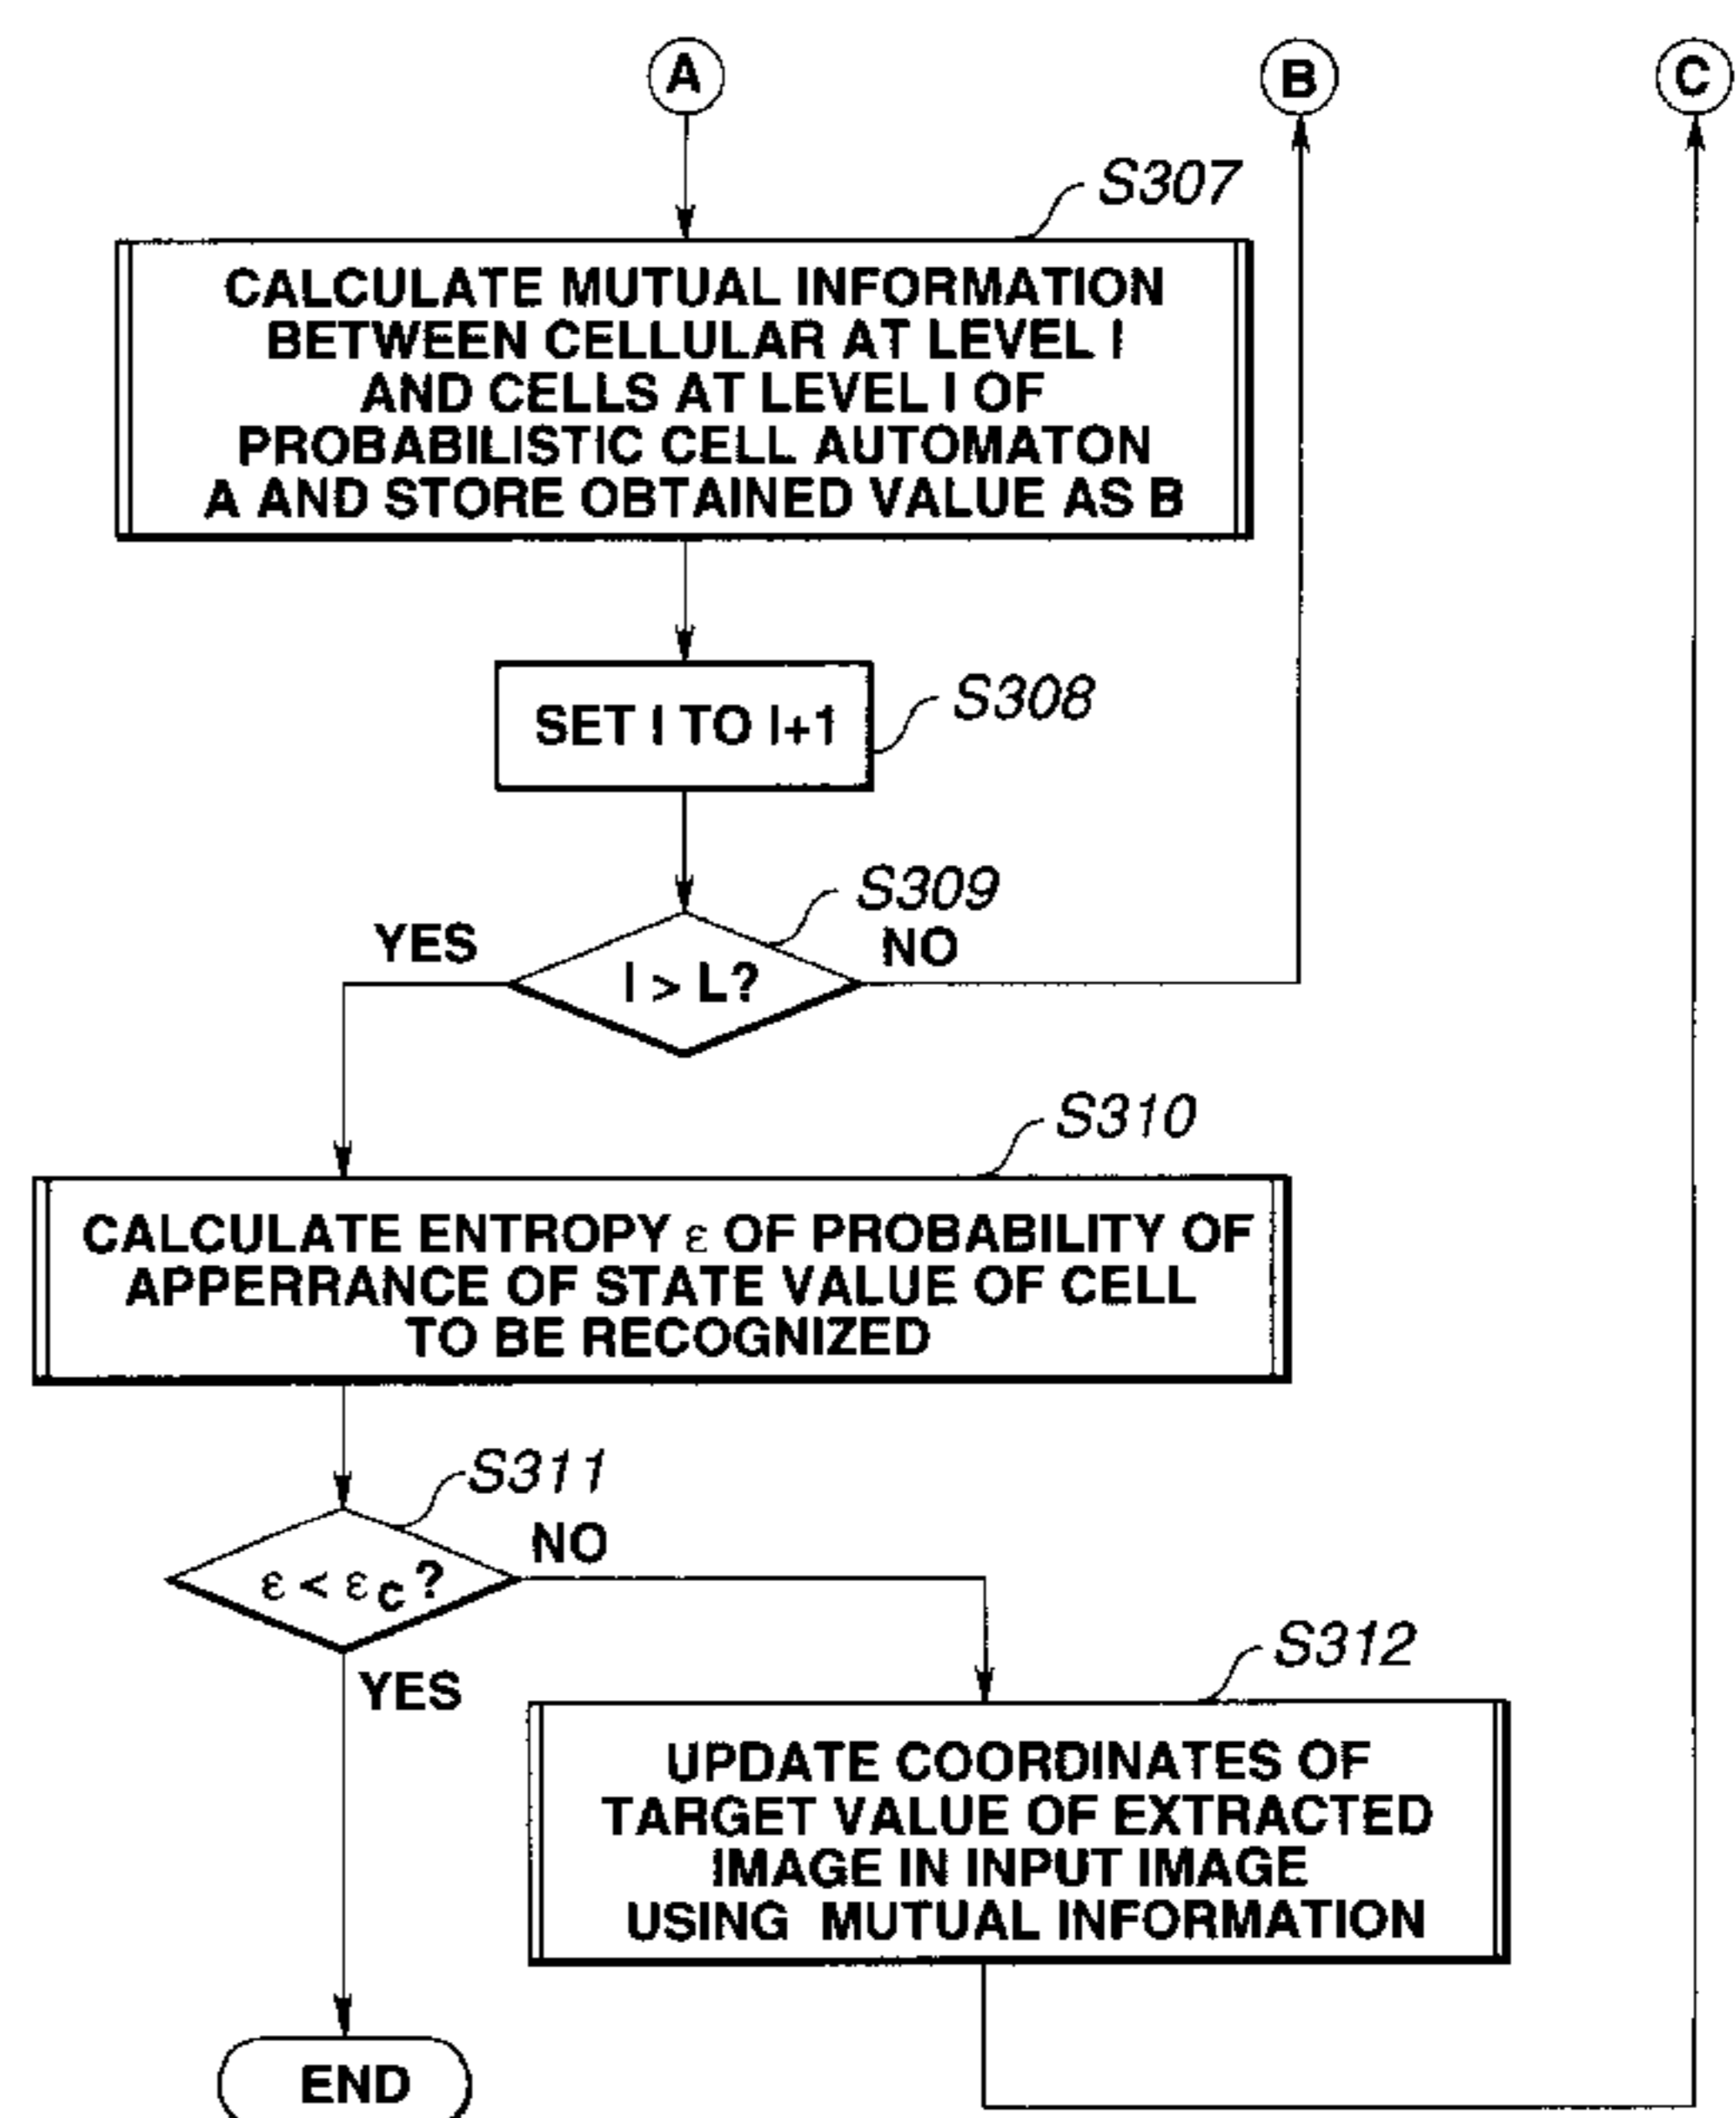 A
B
C
S307
CALCULATE MUTUAL INFORMATION
BETWEEN CELLULAR AT LEVEL I
AND CELLS AT LEVEL I OF
PROBABILISTIC CELL AUTOMATON
A AND STORE OBTAINED VALUE AS B
SET I TO I+1
S308
S309
YES
NO
I > L?
S310
CALCULATE ENTROPY ε OF PROBABILITY OF
APPERRANCE OF STATE VALUE OF CELL
TO BE RECOGNIZED
S311
NO
ε < εC ?
S312
YES
UPDATE COORDINATES OF
TARGET VALUE OF EXTRACTED
IMAGE IN INPUT IMAGE
USING MUTUAL INFORMATION
END